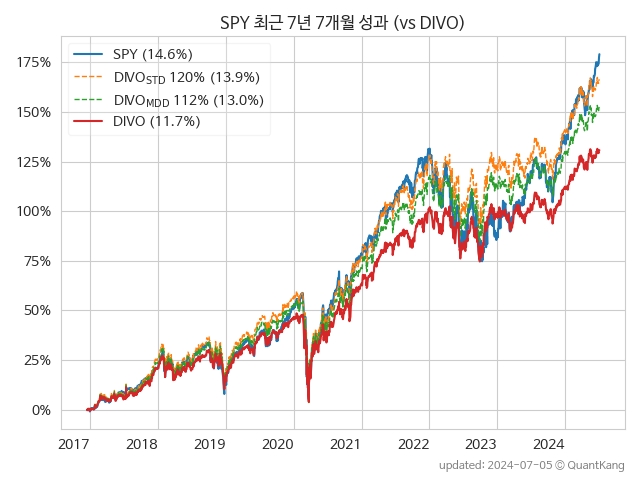 SPY 최근 7년 7개월 성과 (vs DIVO)
SPY (14.6%)
DIVO_STD 120% (13.9%)
DIVO_MDD 112% (13.0%)
DIVO (11.7%)
175%
150%
125%
100%
75%
50%
25%
0%
2017 2018 2019 2020 2021 2022 2023 2024
updated: 2024-07-05 © QuantKang